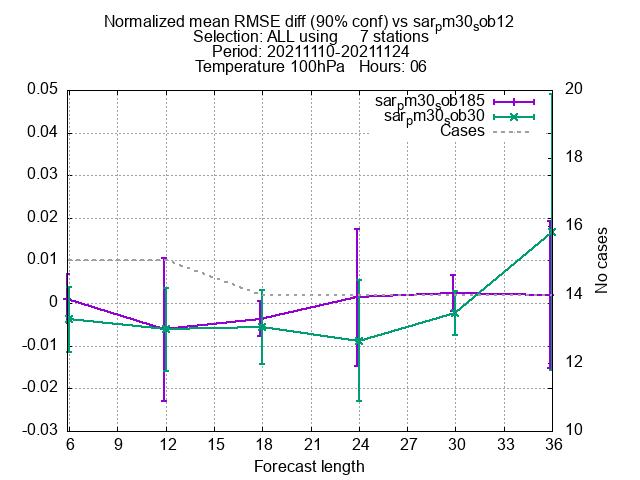 Normalized mean RMSE diff (90% conf) vs sarpm30sob12
Selection: ALL using 7 stations
Period: 20211110-20211124
Temperature 100hPa Hours: 06
0.05
0.04
0.03
0.02
0.01
0
-0.01
-0.02
-0.03
20
18
16
14
12
10
sarpm30sob185
sarpm30sob30
Cases
No cases
6 9 12 15 18 21 24 27 30 33 36
Forecast length